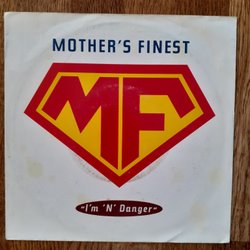 MOTHER'S FINEST
MF
"I'm 'N' Danger"